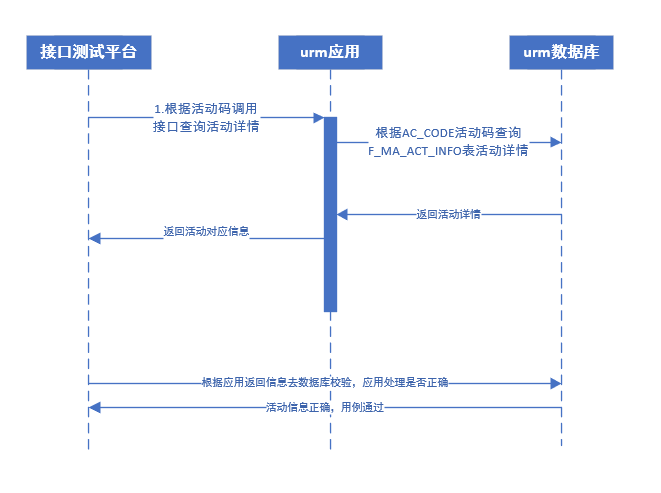 接口测试平台
urm应用
urm数据库
1.根据活动码调用
接口查询活动详情
根据AC_CODE活动码查询
F_MA_ACT_INFO表活动详情
返回活动详情
返回活动对应信息
根据应用返回信息去数据库校验，应用处理是否正确
活动信息正确，用例通过